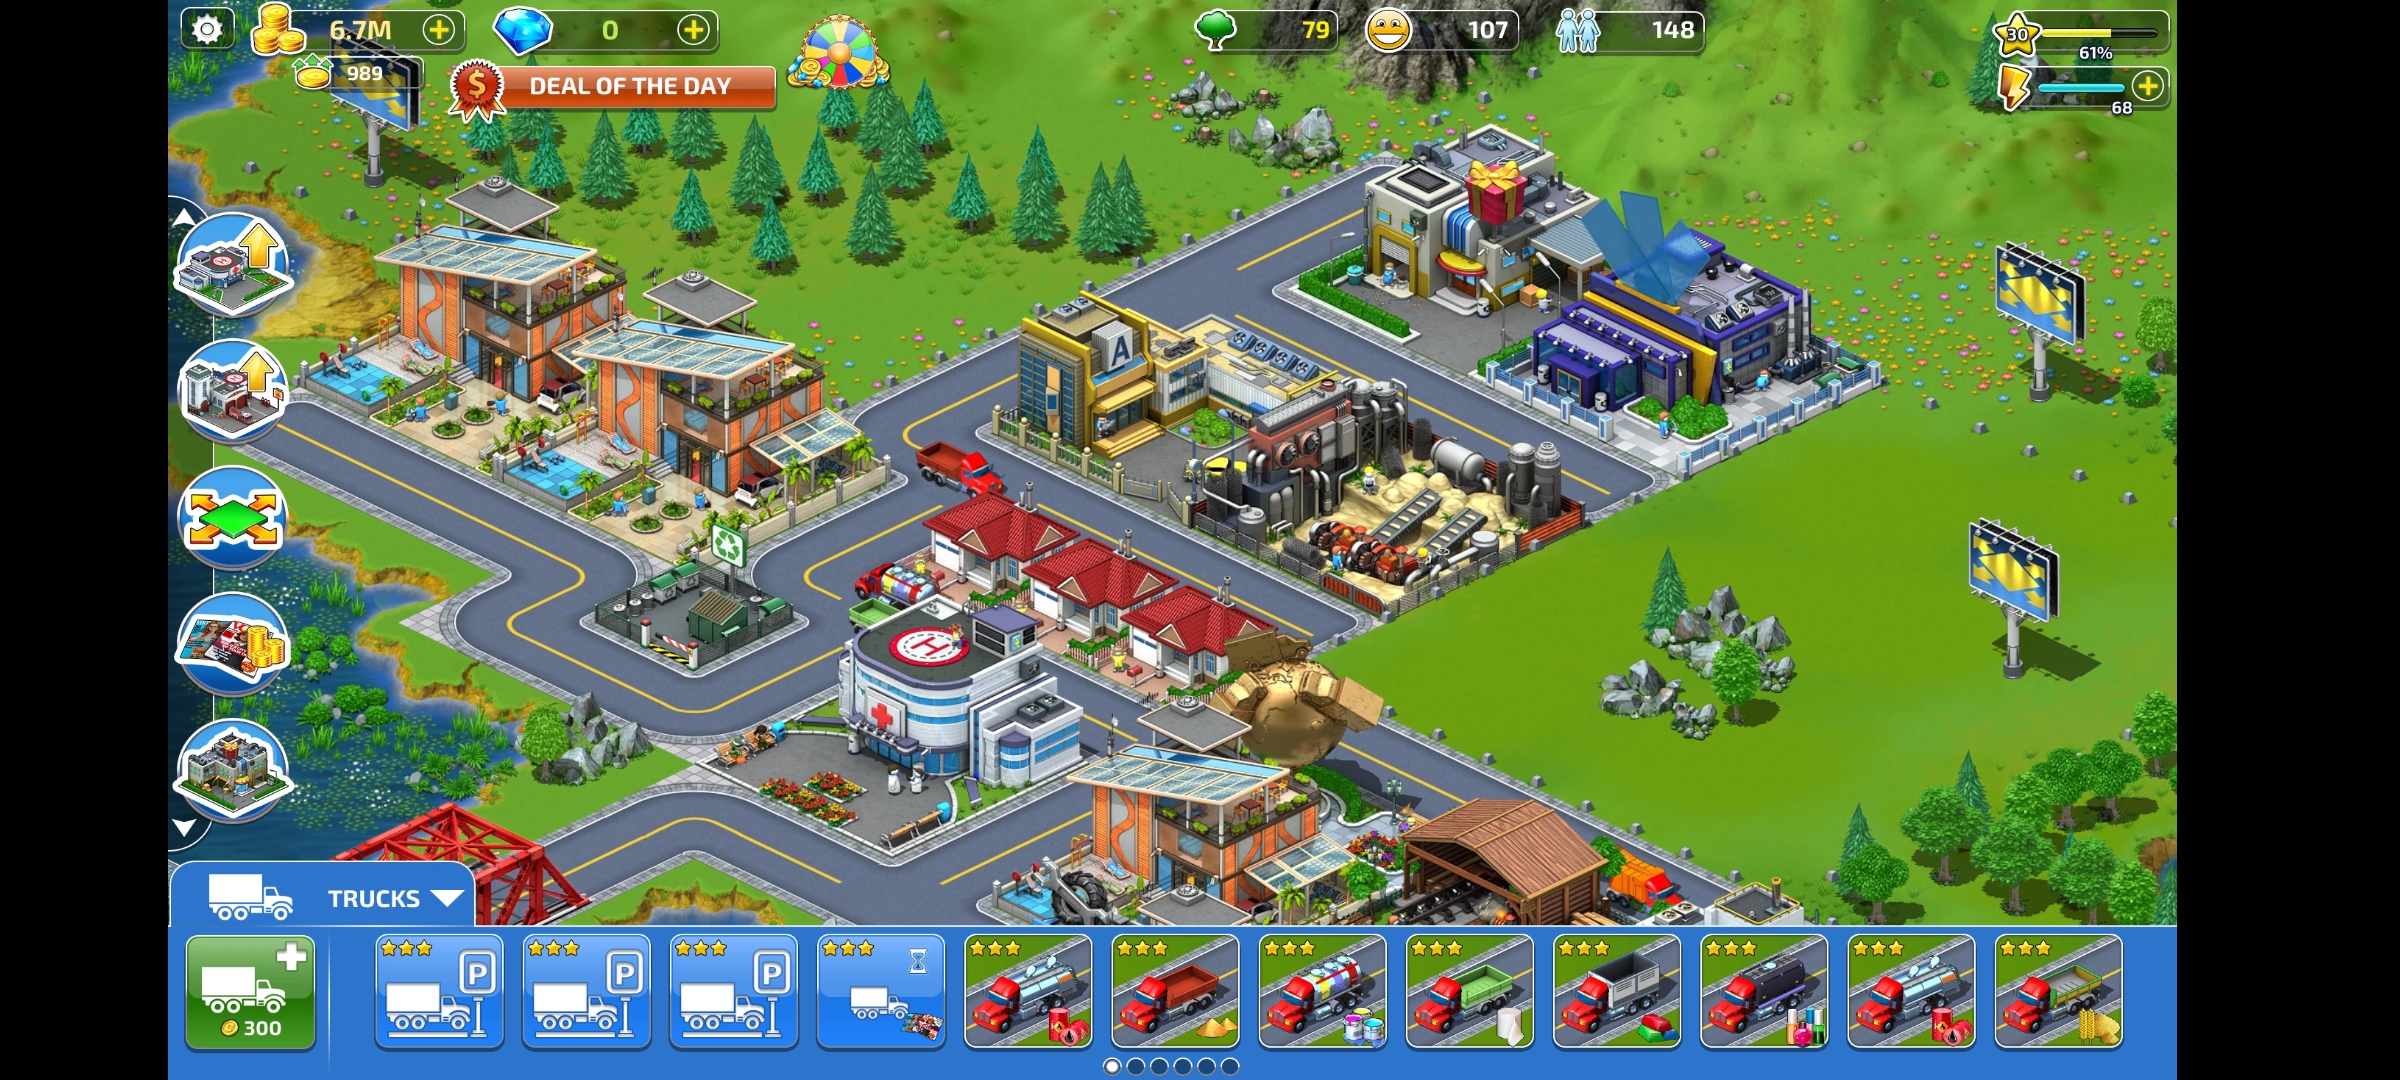 6.7M
0
79
107
148
30
61%
989
DEAL OF THE DAY
68
A
H
TRUCKS
300
P
P
P